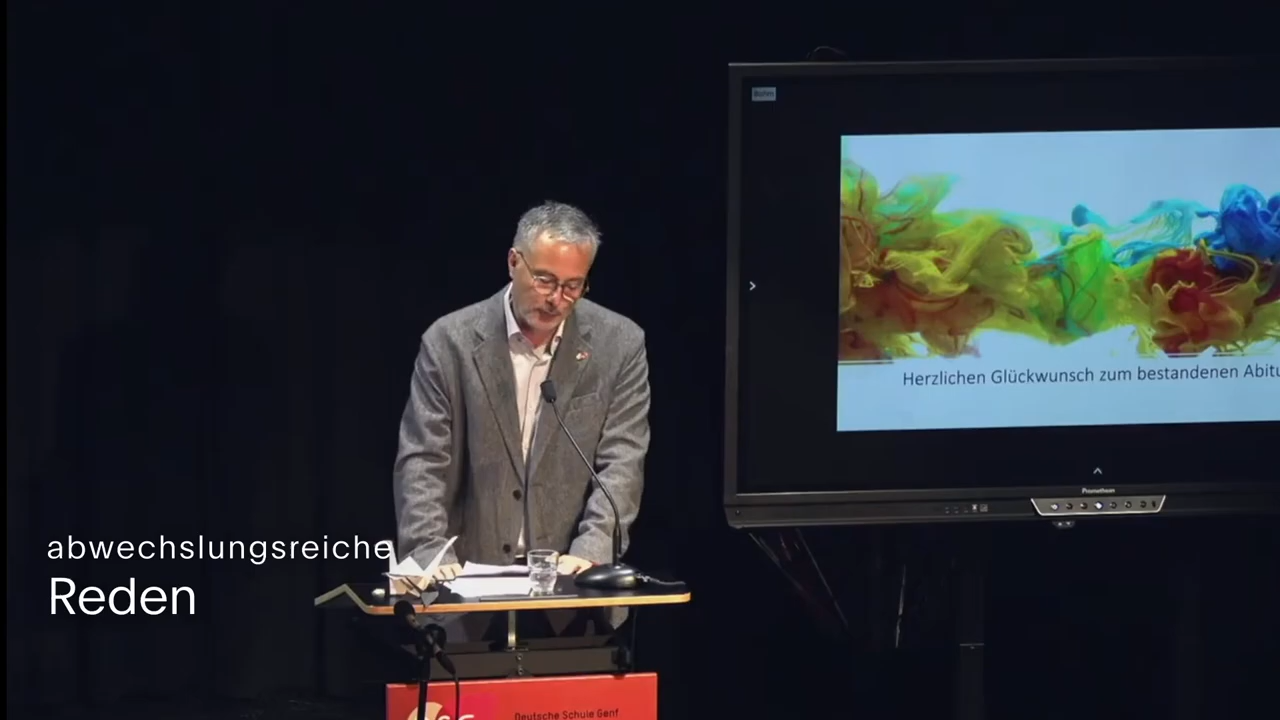 Herzlichen Glückwunsch zum bestandenen Abitu
Promethean
abwechslungsreiche
Reden
Deutsche Schule Genf